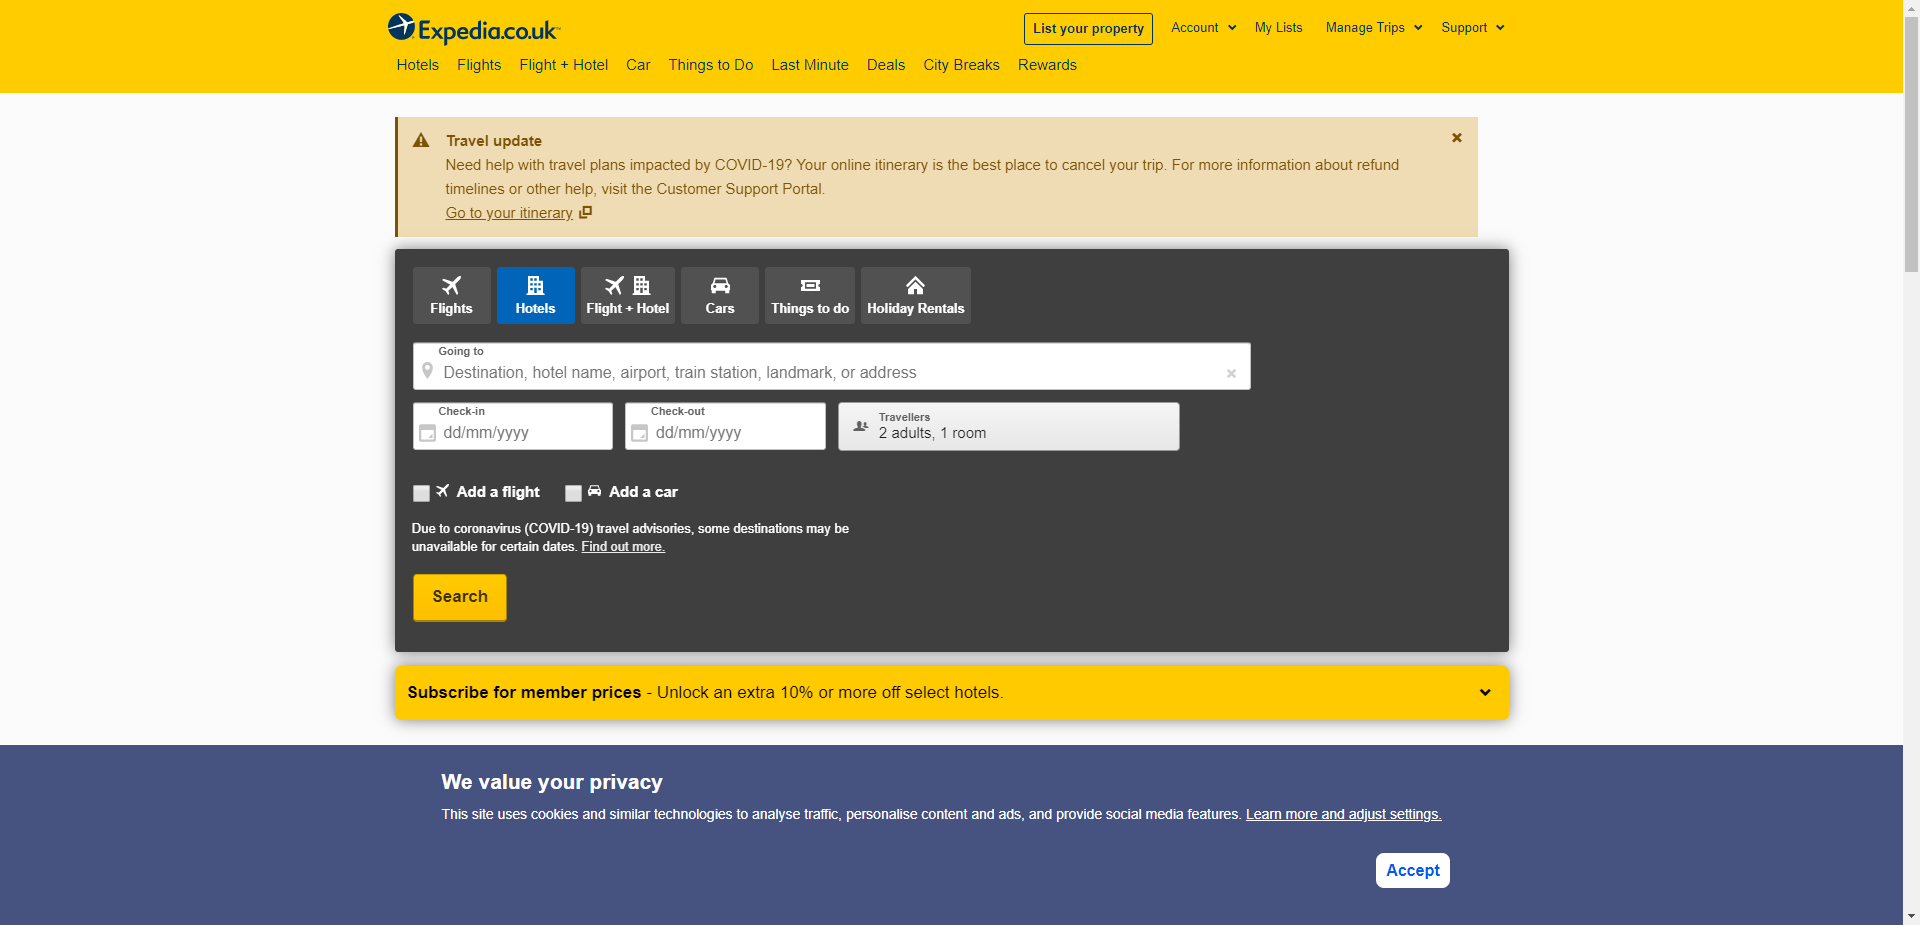 Expedia.co.uk
List your property
Account
My Lists
Manage Trips
Support
Hotels
Flights
Flight + Hotel
Car
Things to Do
Last Minute
Deals
City Breaks
Rewards
Travel update
Need help with travel plans impacted by COVID-19? Your online itinerary is the best place to cancel your trip. For more information about refund
timelines or other help, visit the Customer Support Portal.
Go to your itinerary
Flights
Hotels
Flight + Hotel
Cars
Things to do
Holiday Rentals
Going to
Destination, hotel name, airport, train station, landmark, or address
Check-in
dd/mm/yyyy
Check-out
dd/mm/yyyy
Travellers
2 adults, 1 room
Add a flight
Add a car
Due to coronavirus (COVID-19) travel advisories, some destinations may be
unavailable for certain dates. Find out more.
Search
Subscribe for member prices - Unlock an extra 10% or more off select hotels.
We value your privacy
This site uses cookies and similar technologies to analyse traffic, personalise content and ads, and provide social media features. Learn more and adjust settings.
Accept